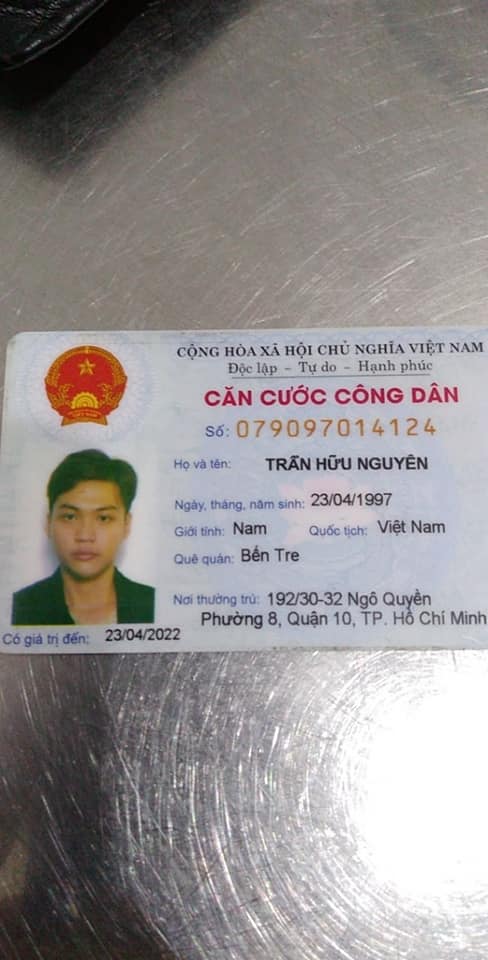 CỘNG HÒA XÃ HỘI CHỦ NGHĨA VIỆT NAM
Độc lập - Tự do - Hạnh phúc
CĂN CƯỚC CÔNG DÂN
Số: 079097014124
Họ và tên: TRẦN HỮU NGUYÊN
Ngày, tháng, năm sinh: 23/04/1997
Giới tính: Nam Quốc tịch: Việt Nam
Quê quán: Bến Tre
Nơi thường trú: 192/30-32 Ngô Quyền
Phường 8, Quận 10, TP. Hồ Chí Minh
Có giá trị đến: 23/04/2022